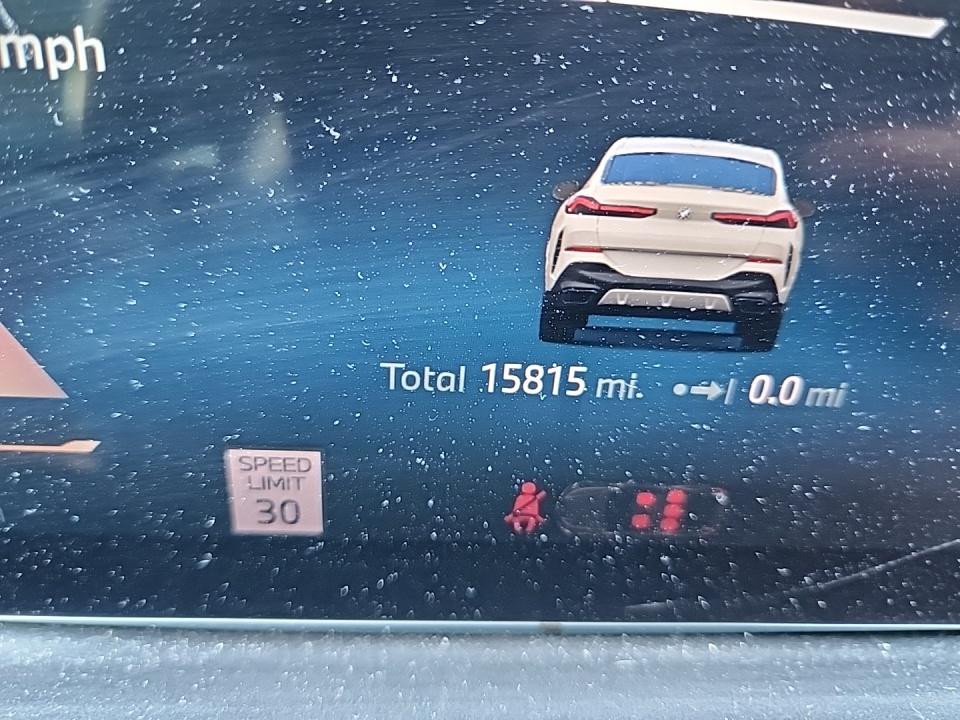 mph
Total 15815 mi. •→| 0.0 mi
SPEED
LIMIT
30